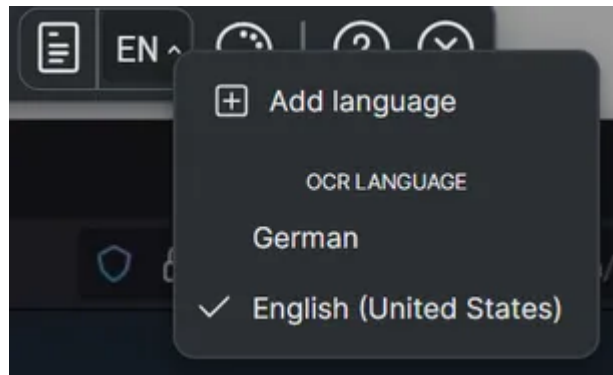 EN
Add language
OCR LANGUAGE
German
English (United States)